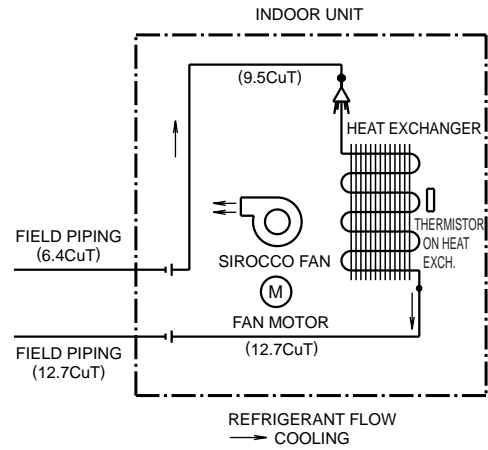 INDOOR UNIT
(9.5CuT)
HEAT EXCHANGER
THERMISTOR
ON HEAT
EXCH.
FIELD PIPING
(6.4CuT)
SIROCCO FAN
M
FAN MOTOR
(12.7CuT)
FIELD PIPING
(12.7CuT)
REFRIGERANT FLOW
COOLING